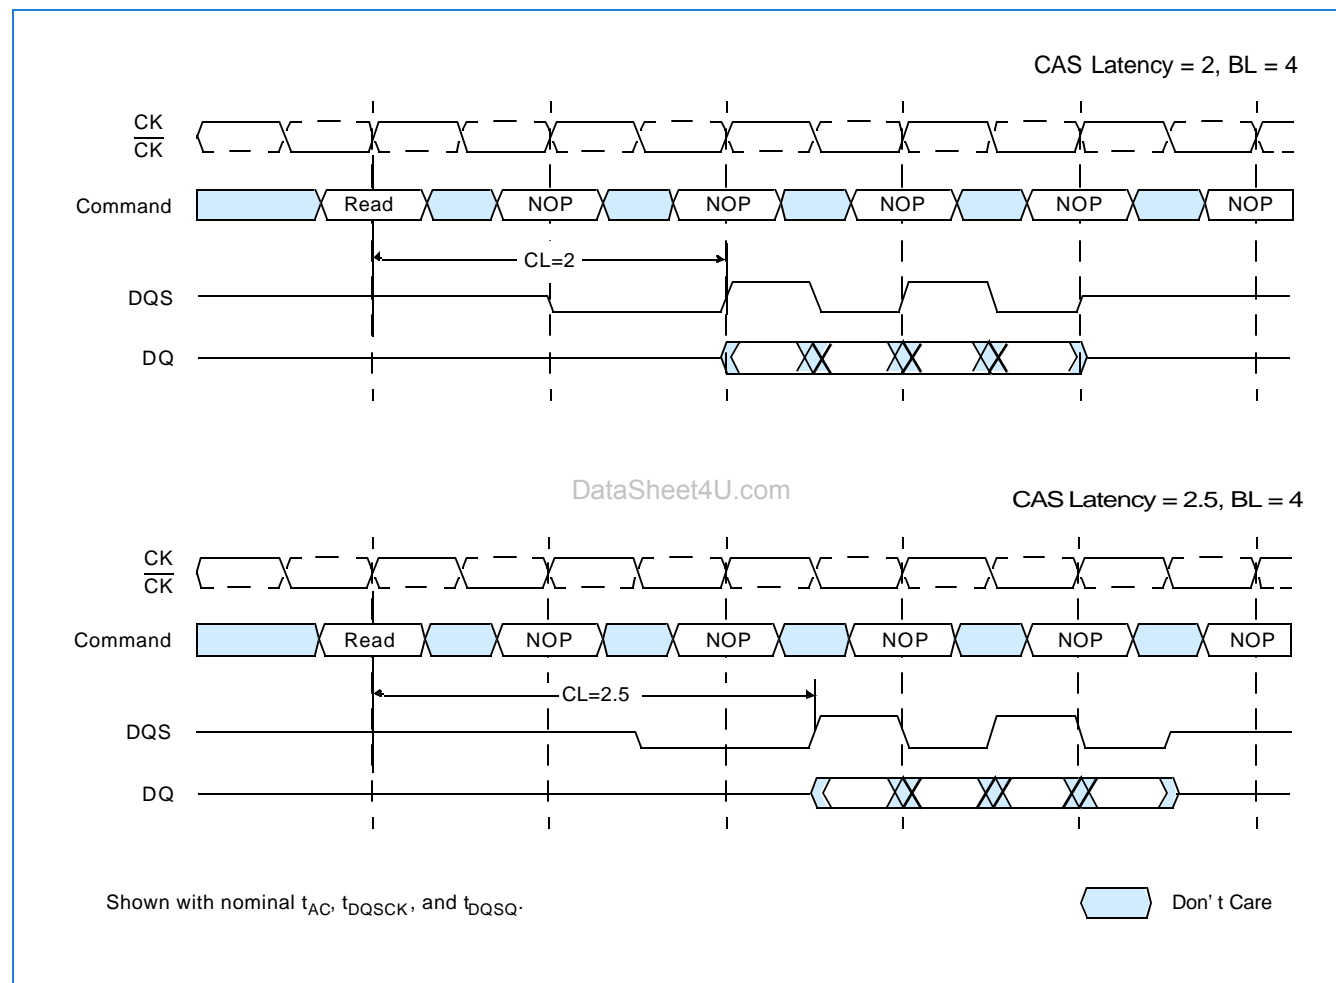 CAS Latency = 2, BL = 4
CK
CK
Command
Read
NOP
NOP
NOP
NOP
NOP
CL=2
DQS
DQ
DataSheet4U.com
CAS Latency = 2.5, BL = 4
CK
CK
Command
Read
NOP
NOP
NOP
NOP
NOP
CL=2.5
DQS
DQ
Shown with nominal tAC, tDQSCK, and tDQSQ.
Don' t Care